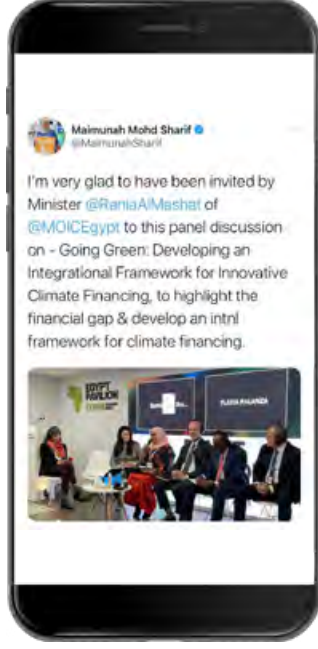 Maimunah Mohd Sharif
@MaimunahSharif
I'm very glad to have been invited by
Minister @RaniaAlMashat of
@MOICEgypt to this panel discussion
on - Going Green: Developing an
Integrational Framework for Innovative
Climate Financing, to highlight the
financial gap & develop an intnl
framework for climate financing.
EGYPT
PAVILION
FLAVIA PALANZA